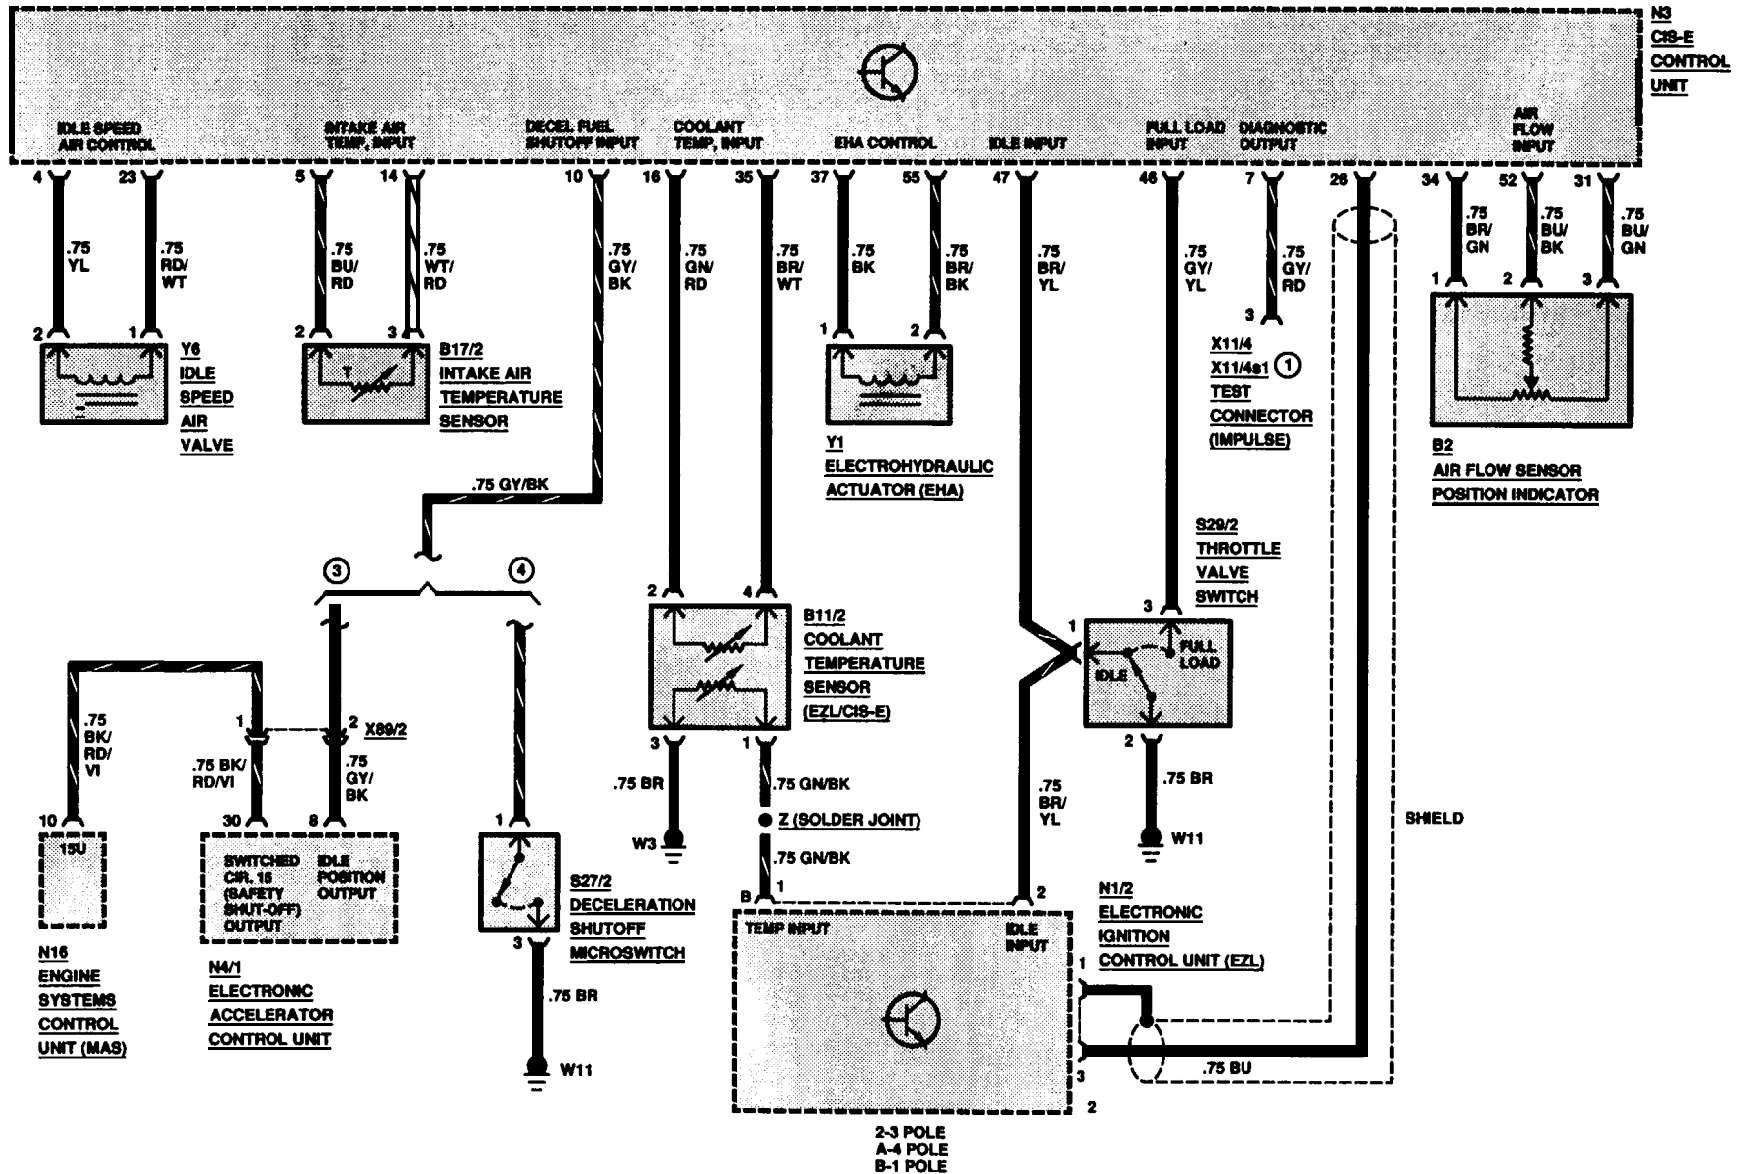 N3
CIS-E
CONTROL
UNIT
IDLE SPEED
AIR CONTROL
INTAKE AIR
TEMP, INPUT
DECEL FUEL
SHUTOFF INPUT
COOLANT
TEMP, INPUT
EHA CONTROL
IDLE INPUT
FULL LOAD
INPUT
DIAGNOSTIC
OUTPUT
AIR
FLOW
INPUT
4 23 5 14 10 16 35 37 55 47 46 7 26 34 52 31
.75
YL
.75
RD/
WT
.75
BU/
RD
.75
WT/
RD
.75
GY/
BK
.75
GN/
RD
.75
BR/
WT
.75
BK
.75
BR/
BK
.75
BR/
YL
.75
GY/
YL
.75
GY/
RD
.75
BR/
GN
.75
BU/
BK
.75
BU/
GN
2 1 2 3 1 2 3 1 2 3
Y6
IDLE
SPEED
AIR
VALVE
T
B17/2
INTAKE AIR
TEMPERATURE
SENSOR
Y1
ELECTROHYDRAULIC
ACTUATOR (EHA)
X11/4
X11/4s1 1
TEST
CONNECTOR
(IMPULSE)
B2
AIR FLOW SENSOR
POSITION INDICATOR
.75 GY/BK
3 4
S29/2
THROTTLE
VALVE
SWITCH
2 4 3
B11/2
COOLANT
TEMPERATURE
SENSOR
(EZL/CIS-E)
1
FULL
LOAD
IDLE
.75
BK/
RD/
VI
1 2 X89/2
.75 BK/
RD/VI
.75
GY/
BK
3 1
.75 BR
.75 GN/BK
2
.75 BR
.75
BR/
YL
10 30 8 1
W3
Z (SOLDER JOINT)
W11
SHIELD
15U
SWITCHED
CIR. 15
(SAFETY
SHUT-OFF)
OUTPUT
IDLE
POSITION
OUTPUT
.75 GN/BK
B 1 2
S27/2
DECELERATION
SHUTOFF
MICROSWITCH
3
TEMP INPUT
IDLE
INPUT
N1/2
ELECTRONIC
IGNITION
CONTROL UNIT (EZL)
N16
ENGINE
SYSTEMS
CONTROL
UNIT (MAS)
N4/1
ELECTRONIC
ACCELERATOR
CONTROL UNIT
.75 BR
W11
1
3
2
.75 BU
2-3 POLE
A-4 POLE
B-1 POLE